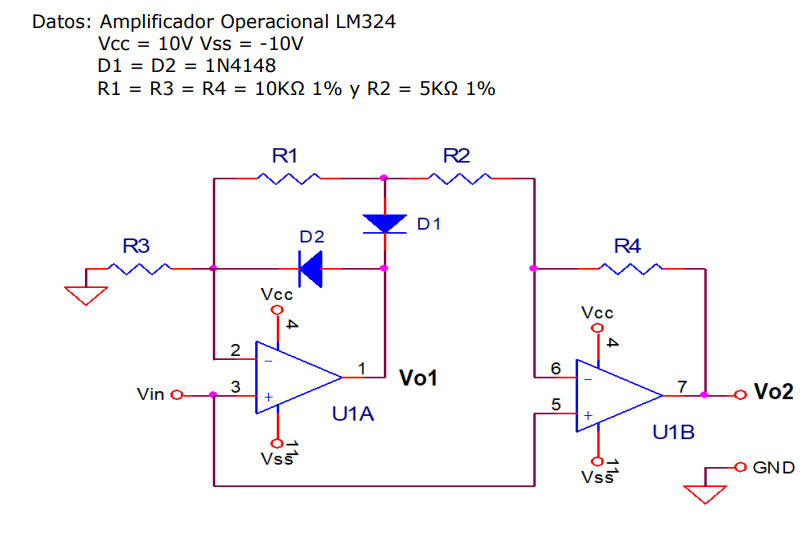 Datos: Amplificador Operacional LM324
Vcc = 10V Vss = -10V
D1 = D2 = 1N4148
R1 = R3 = R4 = 10KΩ 1% y R2 = 5KΩ 1%
R1
R2
D1
R3
D2
R4
Vcc
4
Vcc
4
2
-
1
Vo1
6
-
7
Vo2
Vin
3
+
5
+
U1A
U1B
11
Vss
11
Vss
GND